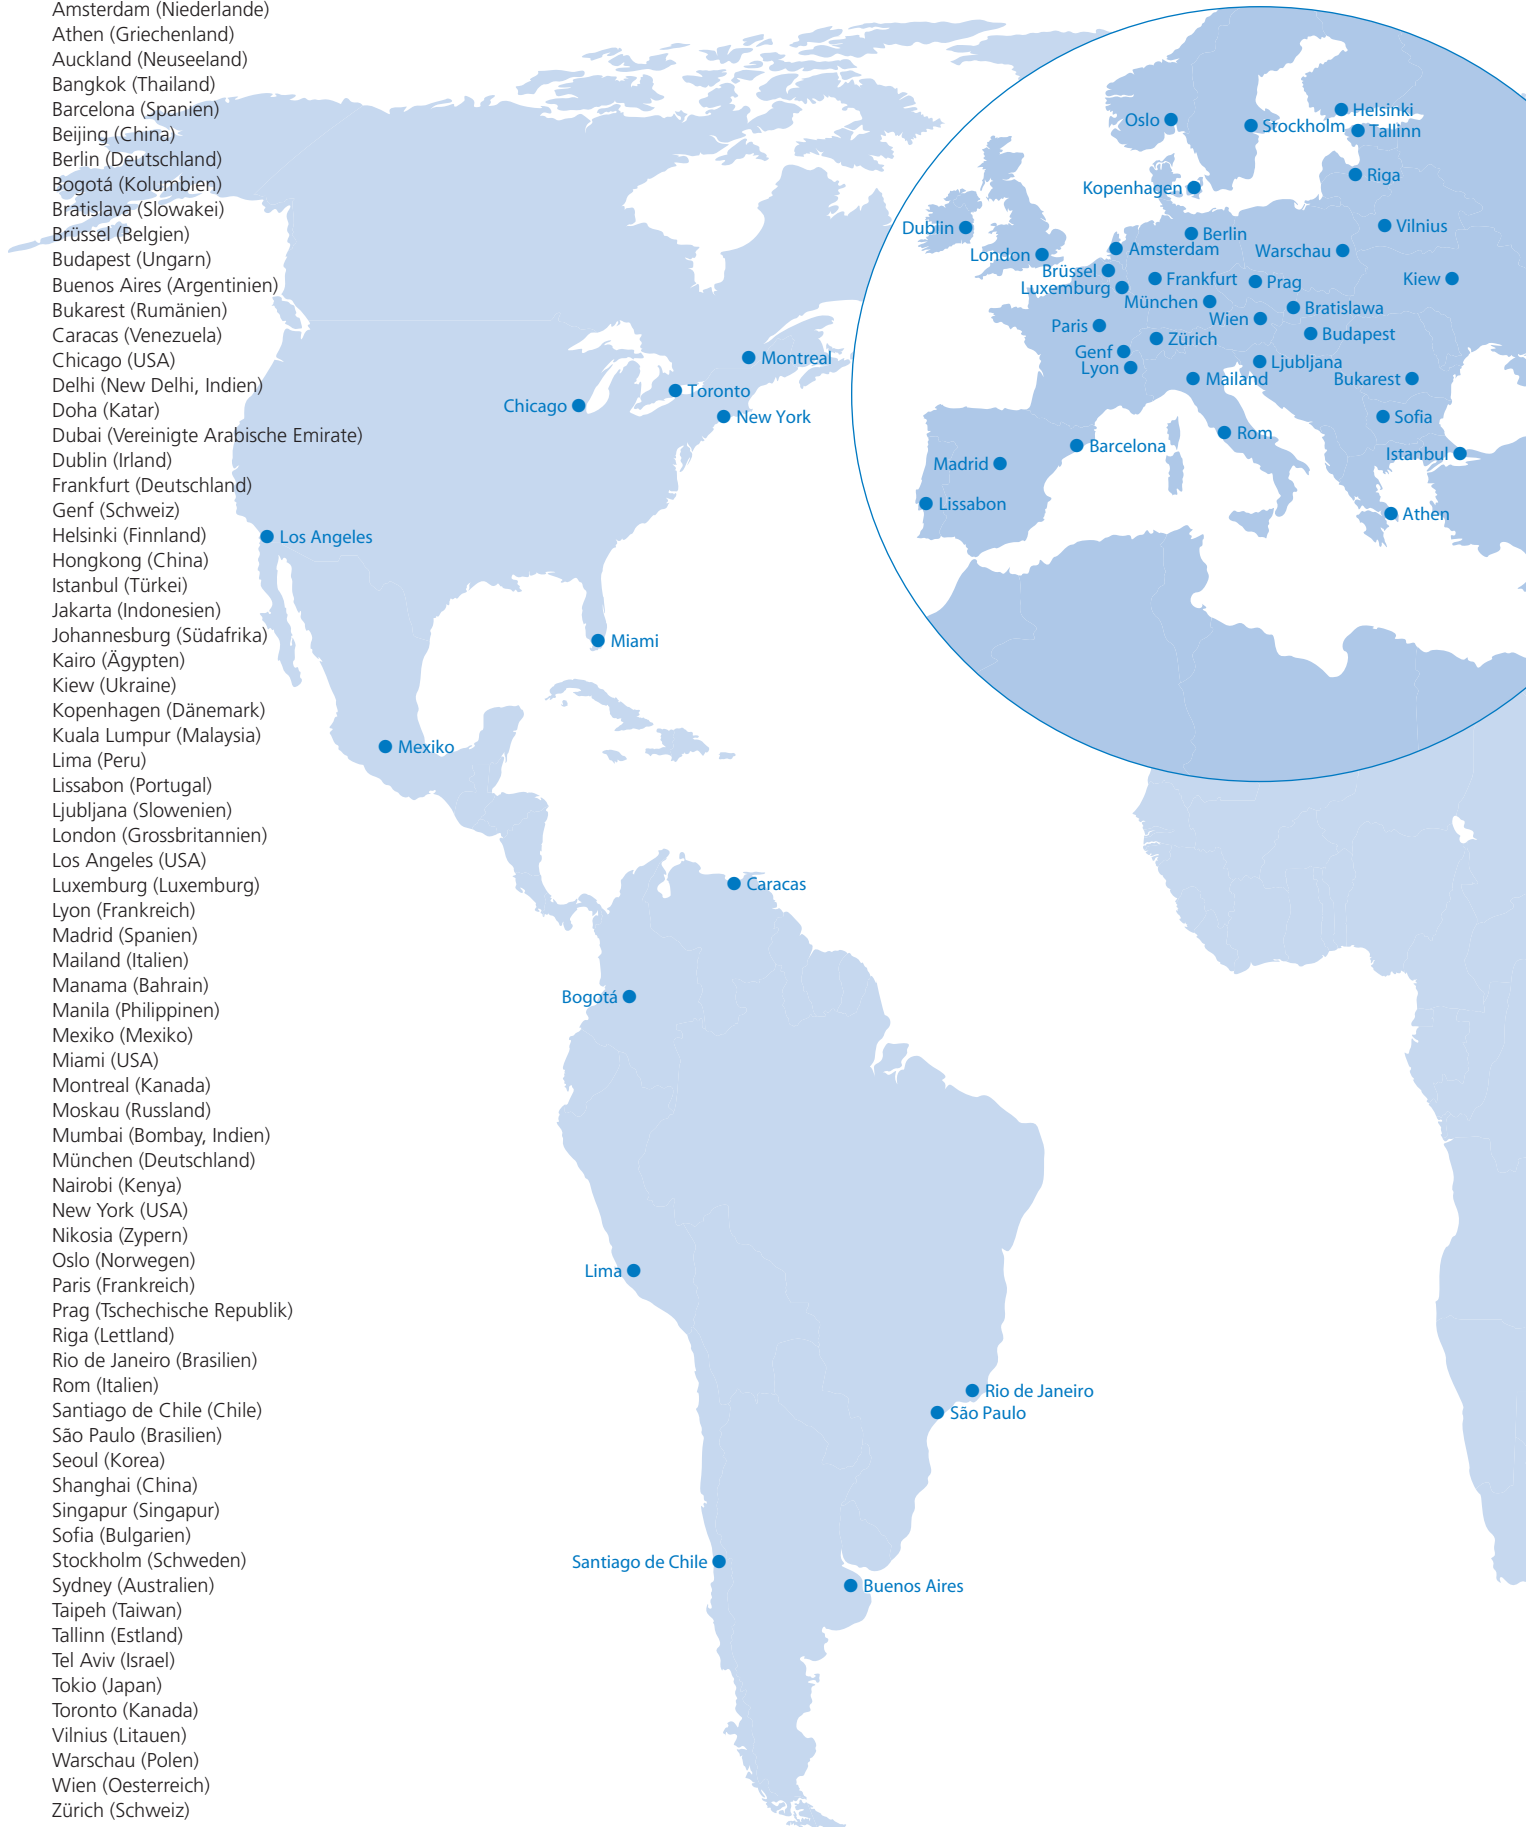 Amsterdam (Niederlande)
Athen (Griechenland)
Auckland (Neuseeland)
Bangkok (Thailand)
Barcelona (Spanien)
Beijing (China)
Berlin (Deutschland)
Bogotá (Kolumbien)
Bratislava (Slowakei)
Brüssel (Belgien)
Budapest (Ungarn)
Buenos Aires (Argentinien)
Bukarest (Rumänien)
Caracas (Venezuela)
Chicago (USA)
Delhi (New Delhi, Indien)
Doha (Katar)
Dubai (Vereinigte Arabische Emirate)
Dublin (Irland)
Frankfurt (Deutschland)
Genf (Schweiz)
Helsinki (Finnland)
Hongkong (China)
Istanbul (Türkei)
Jakarta (Indonesien)
Johannesburg (Südafrika)
Kairo (Ägypten)
Kiew (Ukraine)
Kopenhagen (Dänemark)
Kuala Lumpur (Malaysia)
Lima (Peru)
Lissabon (Portugal)
Ljubljana (Slowenien)
London (Grossbritannien)
Los Angeles (USA)
Luxemburg (Luxemburg)
Lyon (Frankreich)
Madrid (Spanien)
Mailand (Italien)
Manama (Bahrain)
Manila (Philippinen)
Mexiko (Mexiko)
Miami (USA)
Montreal (Kanada)
Moskau (Russland)
Mumbai (Bombay, Indien)
München (Deutschland)
Nairobi (Kenya)
New York (USA)
Nikosia (Zypern)
Oslo (Norwegen)
Paris (Frankreich)
Prag (Tschechische Republik)
Riga (Lettland)
Rio de Janeiro (Brasilien)
Rom (Italien)
Santiago de Chile (Chile)
São Paulo (Brasilien)
Seoul (Korea)
Shanghai (China)
Singapur (Singapur)
Sofia (Bulgarien)
Stockholm (Schweden)
Sydney (Australien)
Taipeh (Taiwan)
Tallinn (Estland)
Tel Aviv (Israel)
Tokio (Japan)
Toronto (Kanada)
Vilnius (Litauen)
Warschau (Polen)
Wien (Oesterreich)
Zürich (Schweiz)
Montreal
Toronto
Chicago
New York
Los Angeles
Miami
Mexiko
Caracas
Bogotá
Lima
Rio de Janeiro
São Paulo
Santiago de Chile
Buenos Aires
Helsinki
Oslo
Stockholm
Tallinn
Riga
Kopenhagen
Vilnius
Dublin
Berlin
Amsterdam
Warschau
London
Brüssel
Frankfurt
Kiew
Prag
Luxemburg
München
Bratislawa
Wien
Paris
Budapest
Zürich
Genf
Ljubljana
Lyon
Mailand
Bukarest
Sofia
Rom
Barcelona
Istanbul
Madrid
Lissabon
Athen